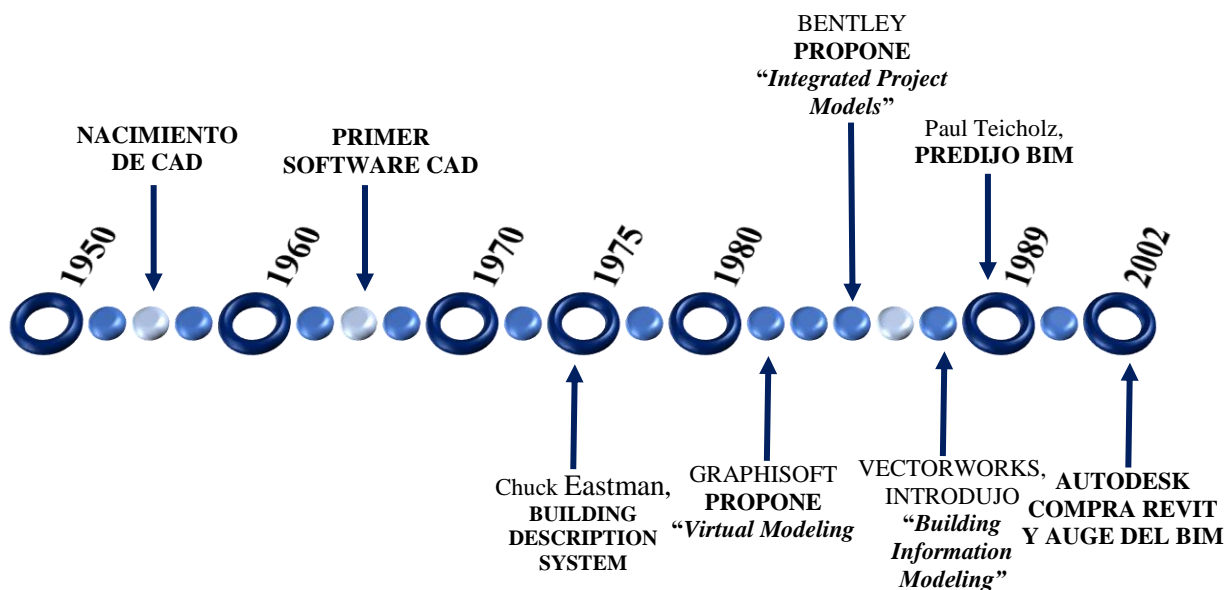 BENTLEY
PROPONE
“Integrated Project
Models”
NACIMIENTO
DE CAD
PRIMER
SOFTWARE CAD
Paul Teicholz,
PREDIJO BIM
1950
1960
1970
1975
1980
1989
2002
Chuck Eastman,
BUILDING
DESCRIPTION
SYSTEM
GRAPHISOFT
PROPONE
“Virtual Modeling
VECTORWORKS,
INTRODUJO
“Building
Information
Modeling”
AUTODESK
COMPRA REVIT
Y AUGE DEL BIM